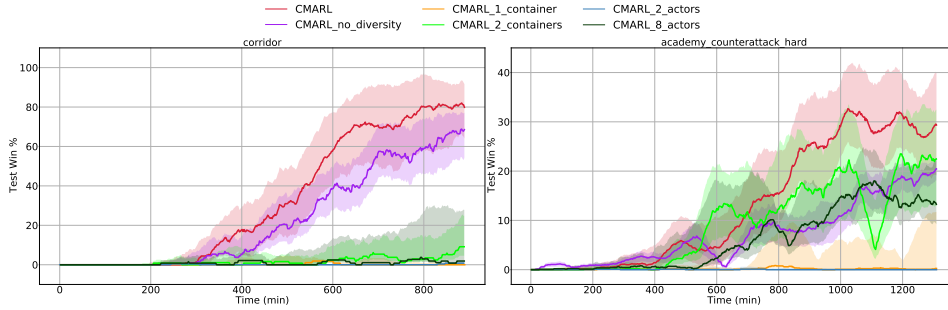 CMARL CMARL_1_container CMARL_2_actors
CMARL_no_diversity CMARL_2_containers CMARL_8_actors
corridor
100
80
60
40
20
0
Test Win %
0 200 400 600 800
Time (min)
academy_counterattack_hard
40
30
20
10
0
Test Win %
0 200 400 600 800 1000 1200
Time (min)